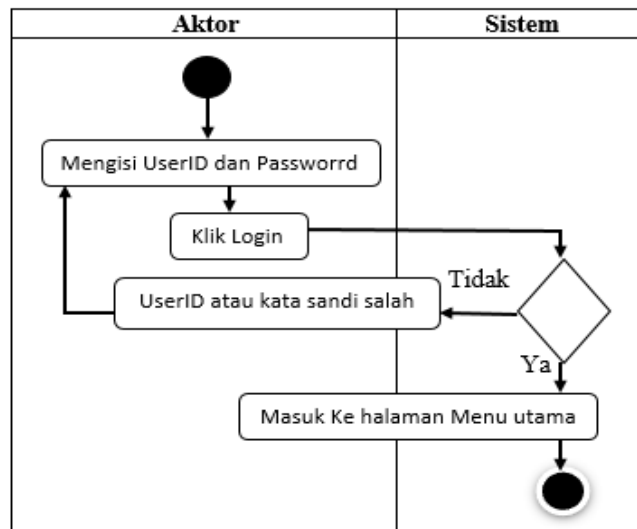 Aktor
Sistem
Mengisi UserID dan Passworrd
Klik Login
Tidak
UserID atau kata sandi salah
Ya
Masuk Ke halaman Menu utama